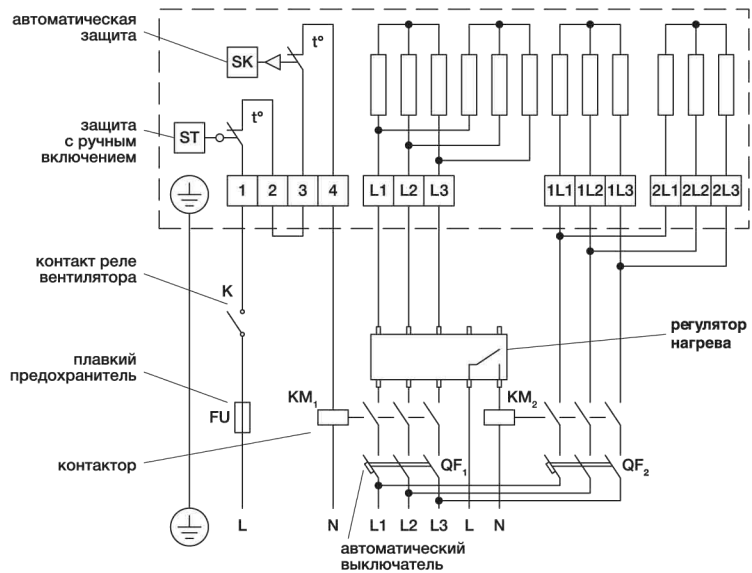 автоматическая
защита
SK
t°
защита
с ручным
включением
ST
t°
1 2 3 4
L1 L2 L3
1L1 1L2 1L3
2L1 2L2 2L3
контакт реле
вентилятора
K
регулятор
нагрева
плавкий
предохранитель
FU
KM1
KM2
контактор
QF1
QF2
L N L1 L2 L3 L N
автоматический
выключатель